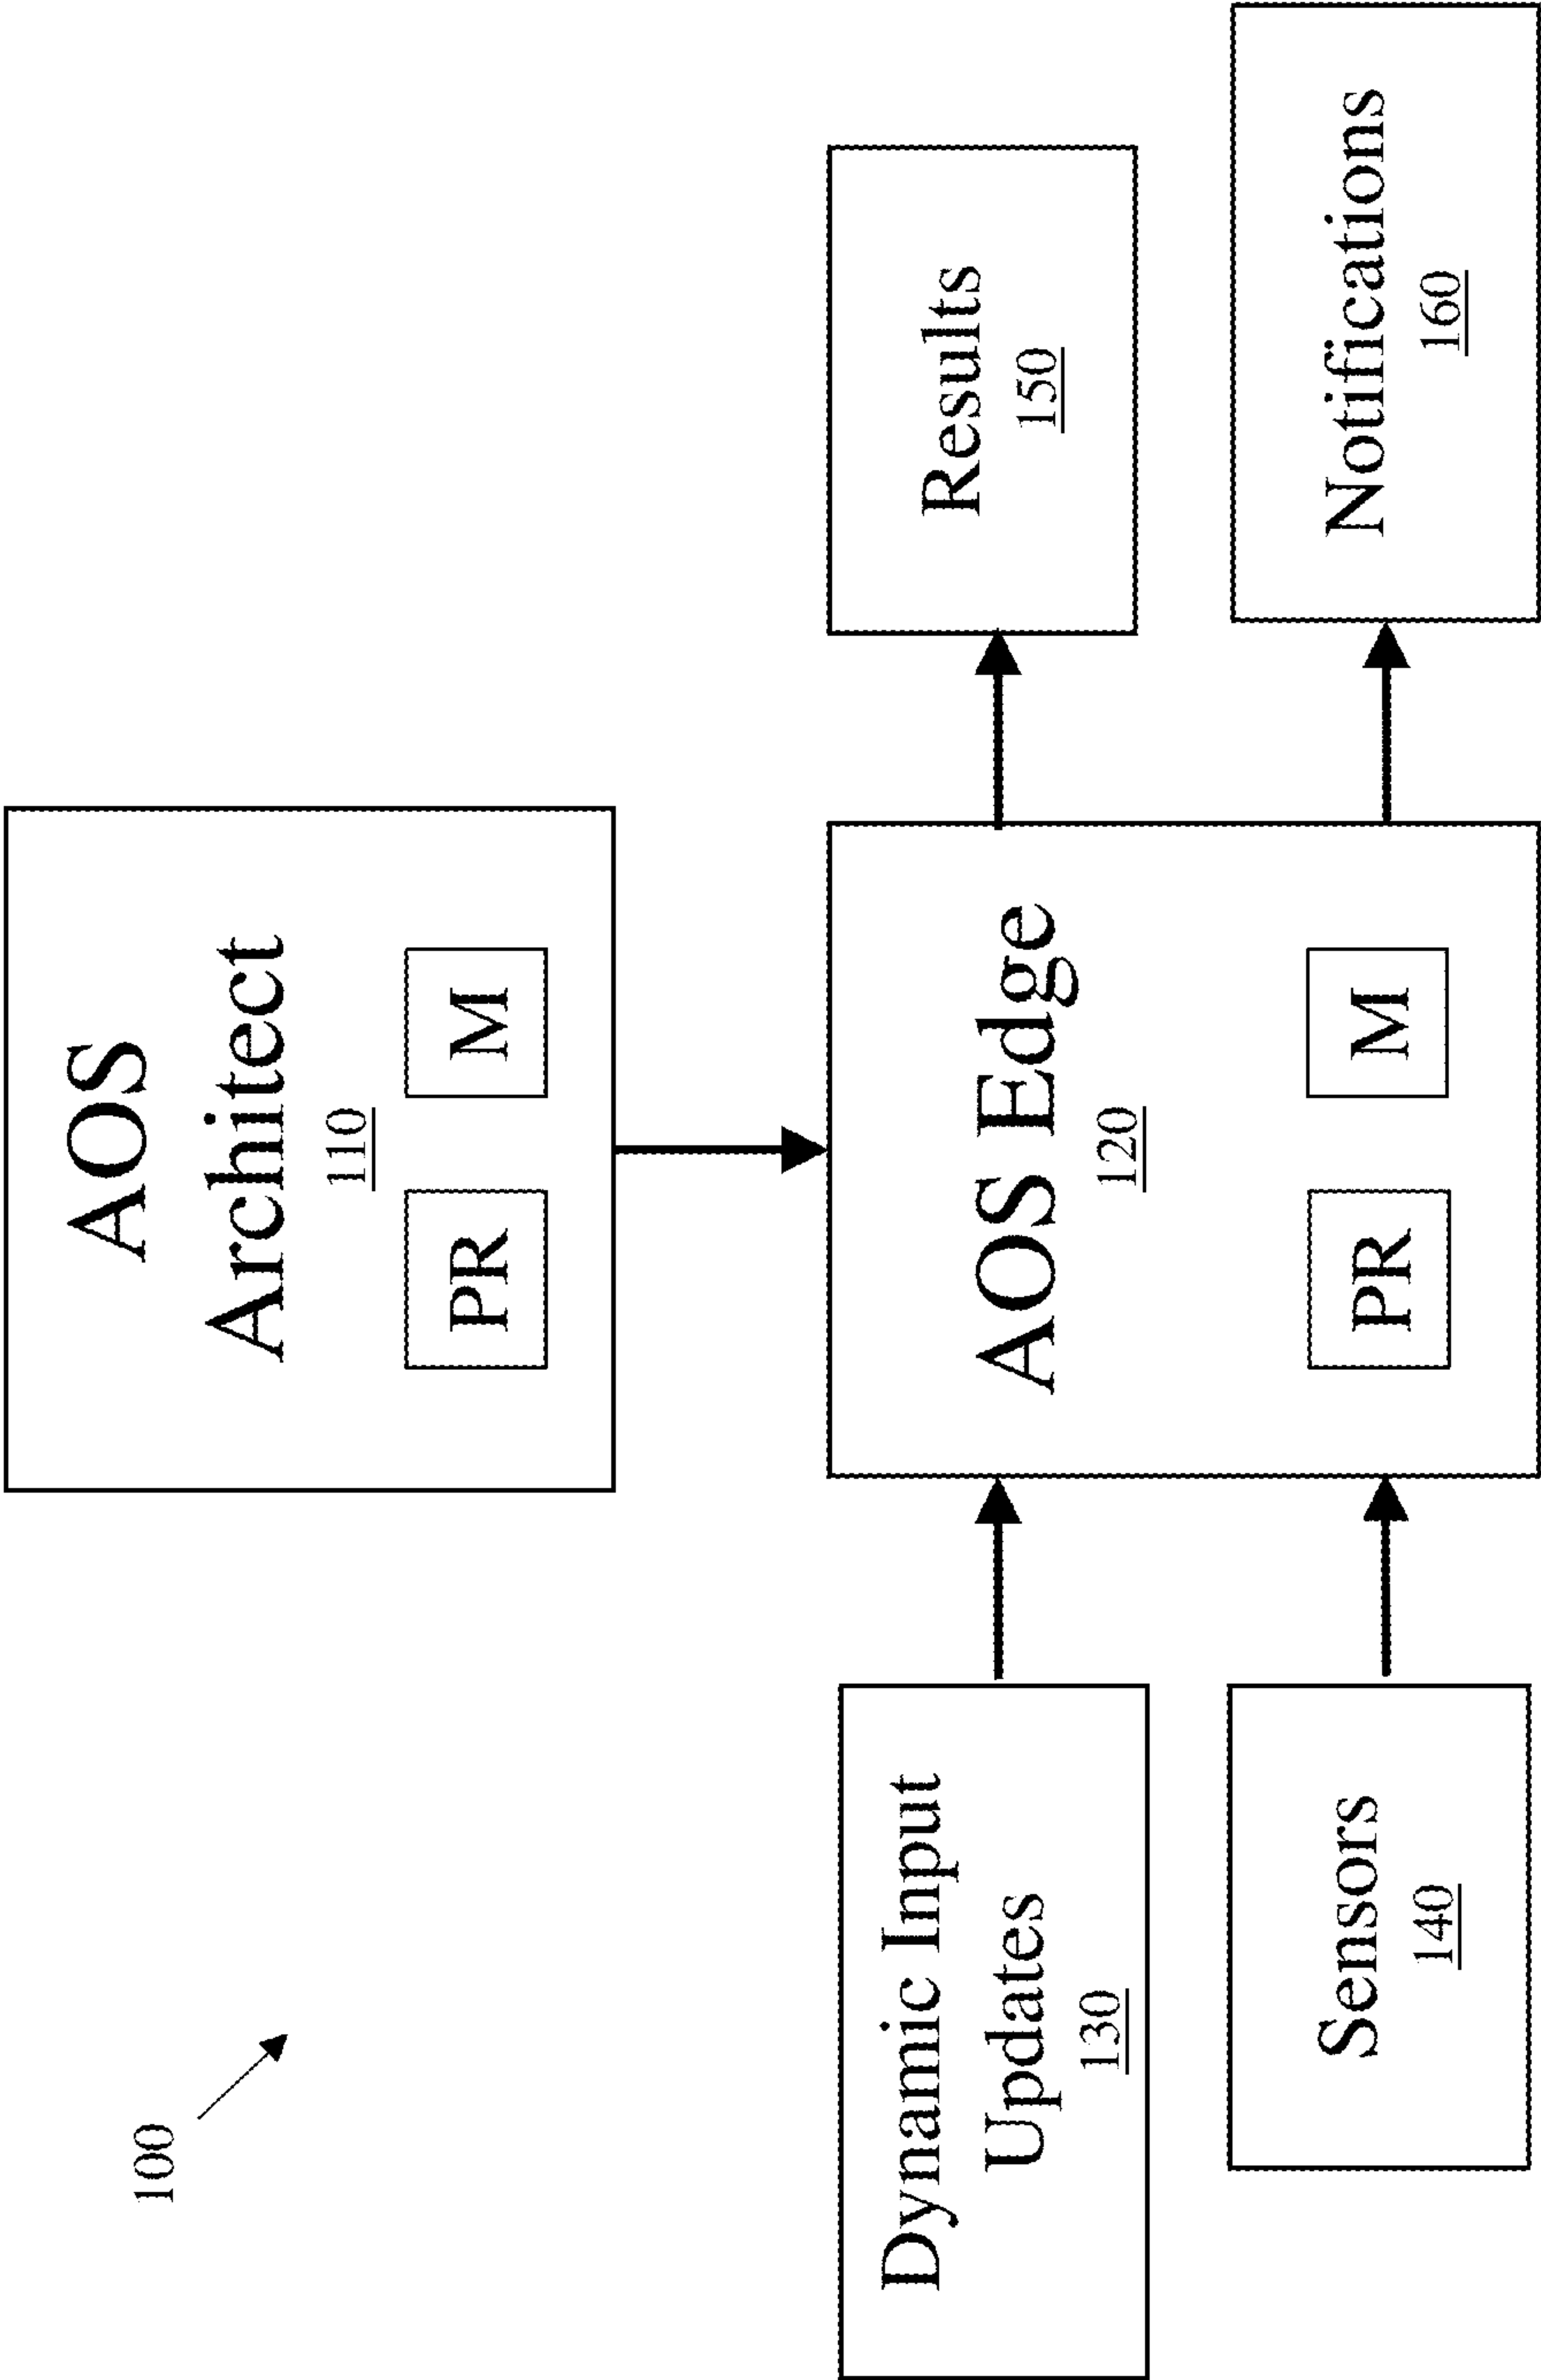 100
AOS
Architect
110
PR
M
Dynamic Input
Updates
130
AOS Edge
120
PR
M
Results
150
Sensors
140
Notifications
160